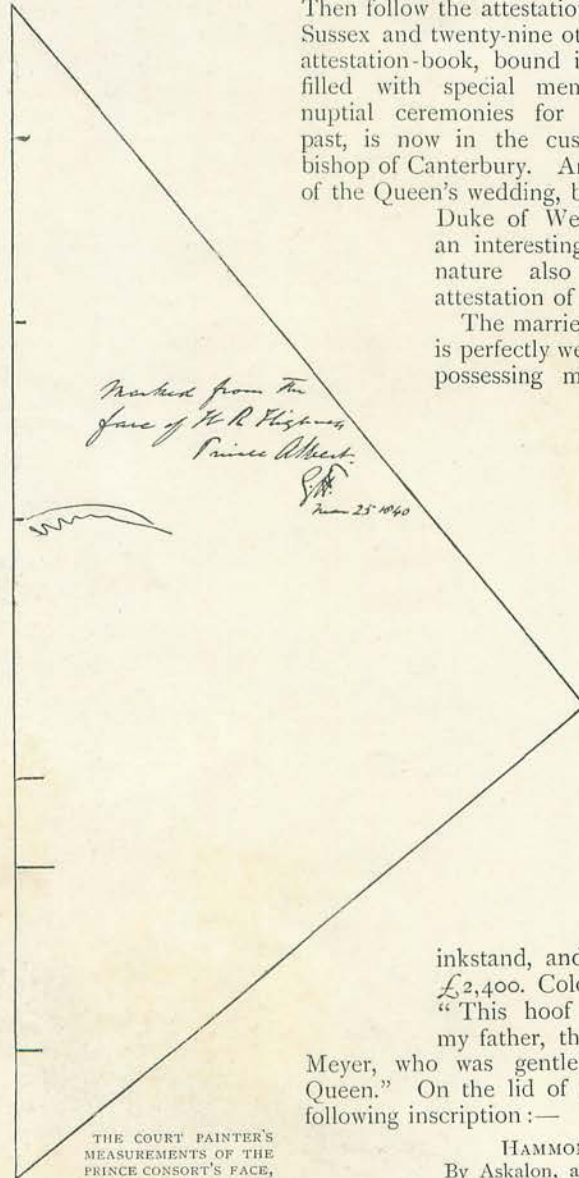 Then follow the attestatio
Sussex and twenty-nine ot
attestation-book, bound i
filled with special men
nuptial ceremonies for
past, is now in the cus
bishop of Canterbury. A
of the Queen's wedding, b
Duke of We
an interesting
nature also
attestation of
The marrie
is perfectly we
possessing m
Marked from the
face of H R Highness
Prince Albert.
G.H.
25 1840
inkstand, and
£2,400. Col
"This hoof
my father, th
Meyer, who was gentle
Queen." On the lid of
following inscription:—
HAMMON
By Askalon, a
THE COURT PAINTER'S
MEASUREMENTS OF THE
PRINCE CONSORT'S FACE,